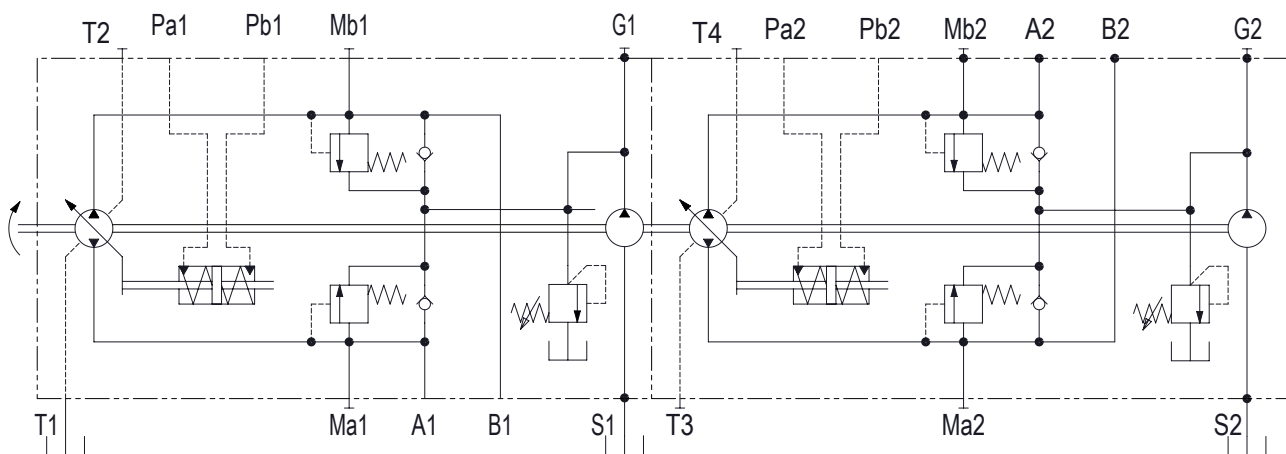 T2 Pa1 Pb1 Mb1 G1 T4 Pa2 Pb2 Mb2 A2 B2 G2
T1 Ma1 A1 B1 S1 T3 Ma2 S2